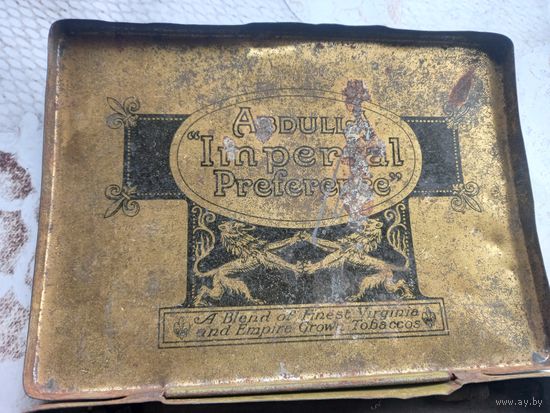 ABDULLA
"Imperial
Preference"
A Blend of Finest Virginia
and Empire Grown Tobaccos
www.ay.by